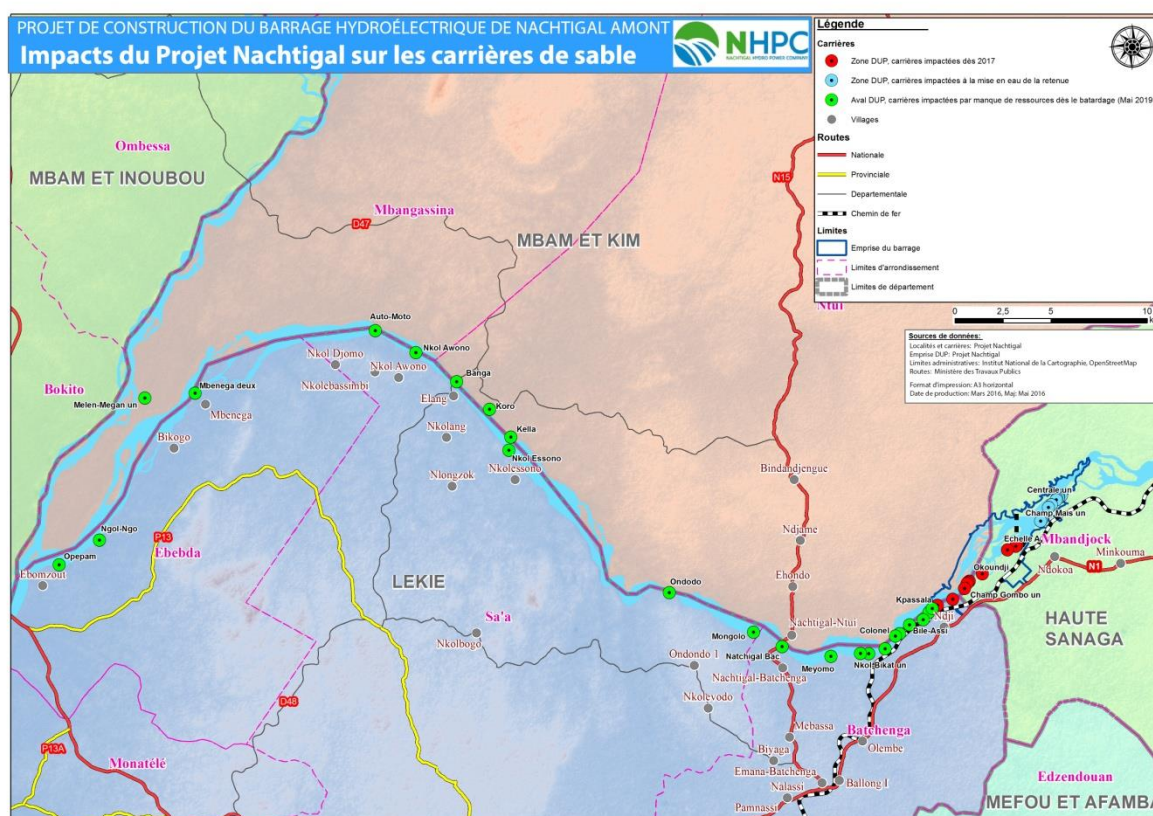 PROJET DE CONSTRUCTION DU BARRAGE HYDROÉLECTRIQUE DE NACHTIGAL AMONT
Impacts du Projet Nachtigal sur les carrières de sable
NHPC
NACHTIGAL HYDRO POWER COMPANY
Légende
Carrières
Zone DUP, carrières impactées dès 2017
Zone DUP, carrières impactées à la mise en eau de la retenue
Aval DUP, carrières impactées par manque de ressources dès le batardage (Mai 2019
Villages
Routes
Nationale
Provinciale
Departementale
Chemin de fer
Limites
Emprise du barrage
Limites d'arrondissement
Limites de département
0 2,5 5 10
Sources de données:
Localités et carrières: Projet Nachtigal
Emprise DUP: Projet Nachtigal
Limites administratives: Institut National de la Cartographie, OpenStreetMap
Routes: Ministère des Travaux Publics
Format d'impression: A3 horizontal
Date de production: Mars 2016, Maj: Mai 2016
Ombessa
MBAM ET INOUBOU
N15
Mbangassina
D47
MBAM ET KIM
Ntui
Auto-Moto
Nkol Awono
Nkol Djomo
Nkol Awono
Nkolebassimbi
Banga
Elang
Bokito
Mbenega deux
Melen-Megan un
Mbenega
Koro
Kella
Nkolang
Nkol Essono
Nkolessono
Bikogo
Nlongzok
Bindandjengue
Centrale un
Champ Mais un
Ngol-Ngo
P13
Ebebda
Ndjame
Echelle A
Mbandjock
Minkouma
Opepam
Ebomzout
LEKIE
Ehondo
Okoundji
Ndokoa
N1
Ondodo
Kpassala
Champ Gombo un
Sa'a
Ndji
HAUTE
SANAGA
Nkolbogo
Mongolo
Nachtigal-Ntui
Colonel
Bile-Assi
Natchigal Bac
Meyomo
Nkol Bikat un
Ondondo 1
Nachtigal-Batchenga
D48
Nkolevodo
Mebassa
Batchenga
Olembe
P13A
Monatélé
Biyaga
Emana-Batchenga
Ballong I
Nalassi
Pamnassi
Edzendouan
MEFOU ET AFAMBA